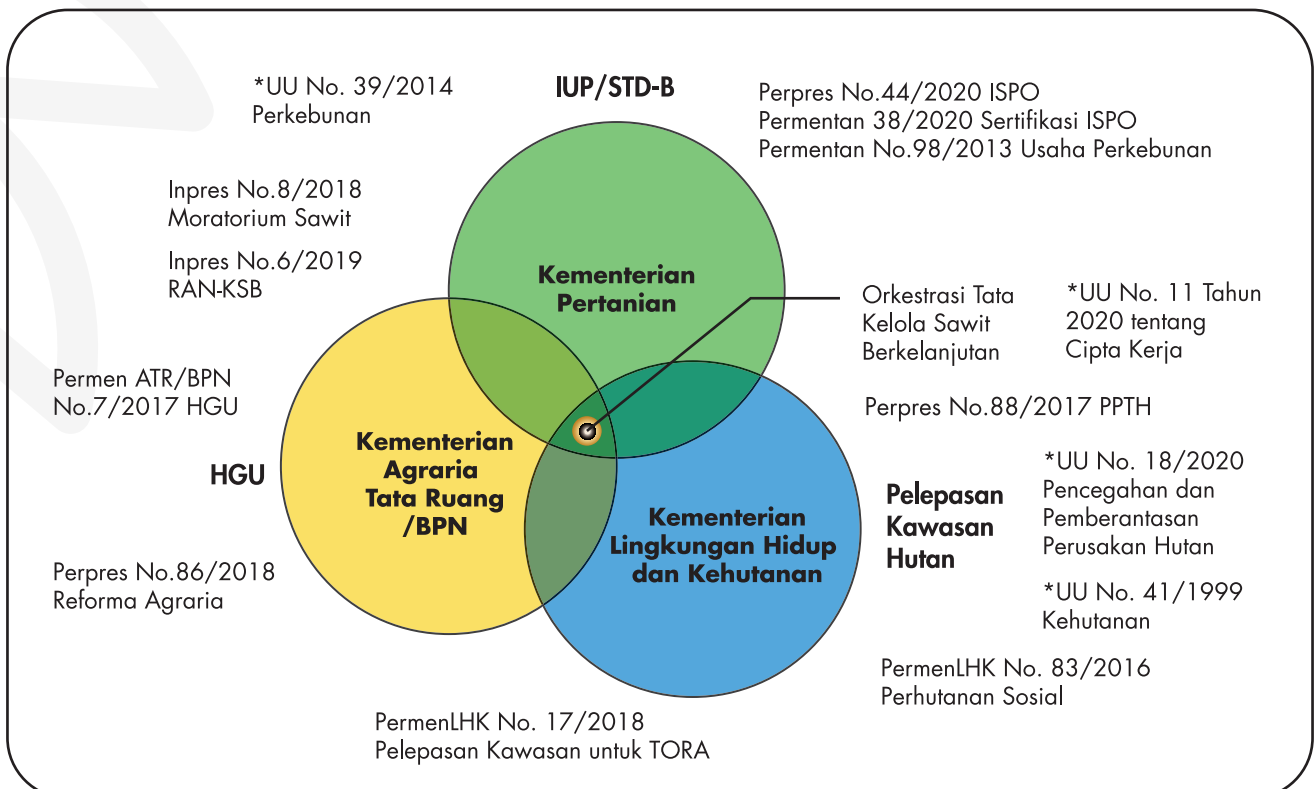 *UU No. 39/2014
Perkebunan
IUP/STD-B
Perpres No.44/2020 ISPO
Permentan 38/2020 Sertifikasi ISPO
Permentan No.98/2013 Usaha Perkebunan
Inpres No.8/2018
Moratorium Sawit
Inpres No.6/2019
RAN-KSB
Kementerian
Pertanian
Orkestrasi Tata
Kelola Sawit
Berkelanjutan
*UU No. 11 Tahun
2020 tentang
Cipta Kerja
Permen ATR/BPN
No.7/2017 HGU
Perpres No.88/2017 PPTH
HGU
Kementerian
Agraria
Tata Ruang
/BPN
Kementerian
Lingkungan Hidup
dan Kehutanan
Pelepasan
Kawasan
Hutan
*UU No. 18/2020
Pencegahan dan
Pemberantasan
Perusakan Hutan
*UU No. 41/1999
Kehutanan
Perpres No.86/2018
Reforma Agraria
PermenLHK No. 83/2016
Perhutanan Sosial
PermenLHK No. 17/2018
Pelepasan Kawasan untuk TORA